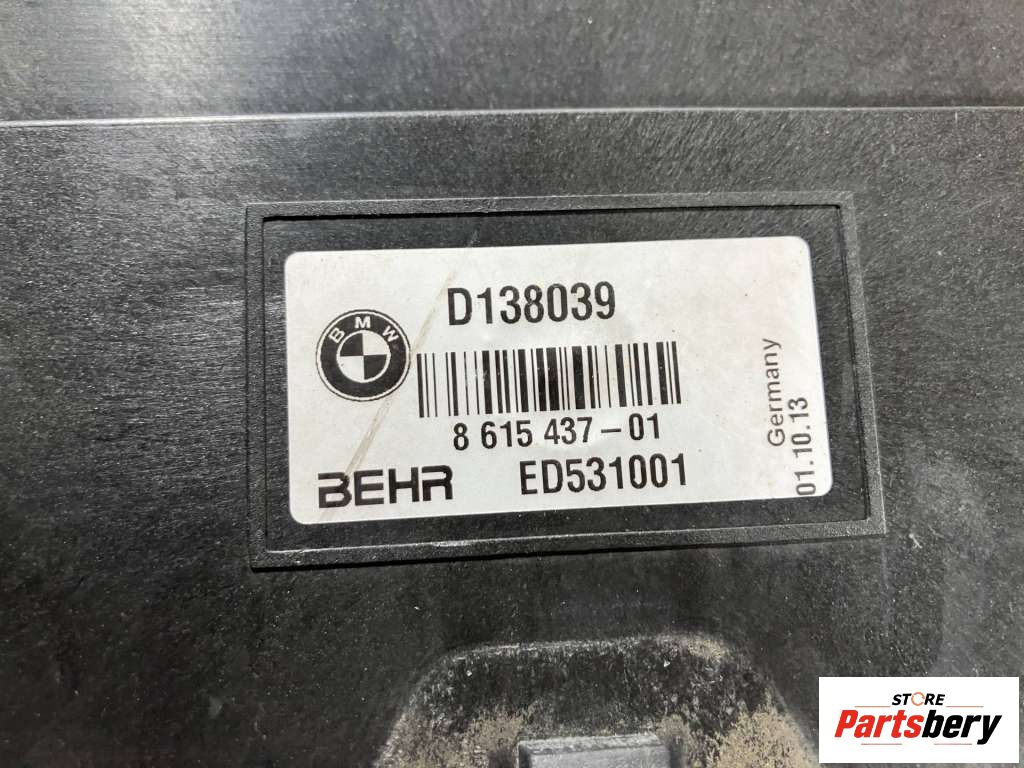 D138039
BMW
8 615 437-01
BEHR ED531001
Germany
01.10.13
STORE
Partsbery